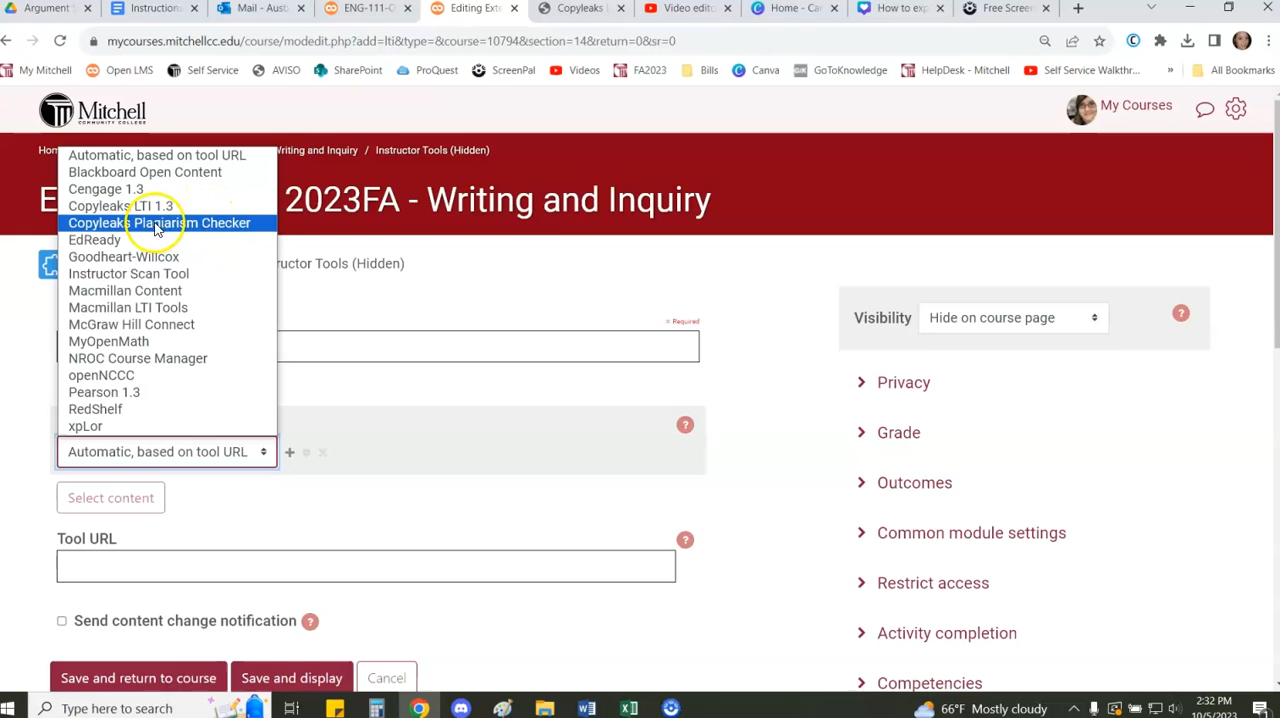 Argument
Instructions
Mail - Aust
ENG-111-O
Editing Exte
Copyleaks
Video edito
Home - Can
How to exp
Free Screen
mycourses.mitchellcc.edu/course/modedit.php?add=lti&type=&course=10794&section=14&return=0&sr=0
My Mitchell
Open LMS
Self Service
AVISO
SharePoint
ProQuest
ScreenPal
Videos
FA2023
Bills
Canva
GoToKnowledge
HelpDesk - Mitchell
Self Service Walkthr...
»
All Bookmarks
Mitchell
COMMUNITY COLLEGE
My Courses
Writing and Inquiry / Instructor Tools (Hidden)
2023FA - Writing and Inquiry
Automatic, based on tool URL
Blackboard Open Content
Cengage 1.3
Copyleaks LTI 1.3
Copyleaks Plagiarism Checker
EdReady
Goodheart-Willcox
Instructor Scan Tool
Macmillan Content
Macmillan LTI Tools
McGraw Hill Connect
MyOpenMath
NROC Course Manager
openNCCC
Pearson 1.3
RedShelf
xpLor
ructor Tools (Hidden)
Required
Automatic, based on tool URL
Select content
Tool URL
Send content change notification
Save and return to course
Save and display
Cancel
Visibility
Hide on course page
Privacy
Grade
Outcomes
Common module settings
Restrict access
Activity completion
Competencies
Type here to search
66°F Mostly cloudy
2:32 PM
10/5/2023